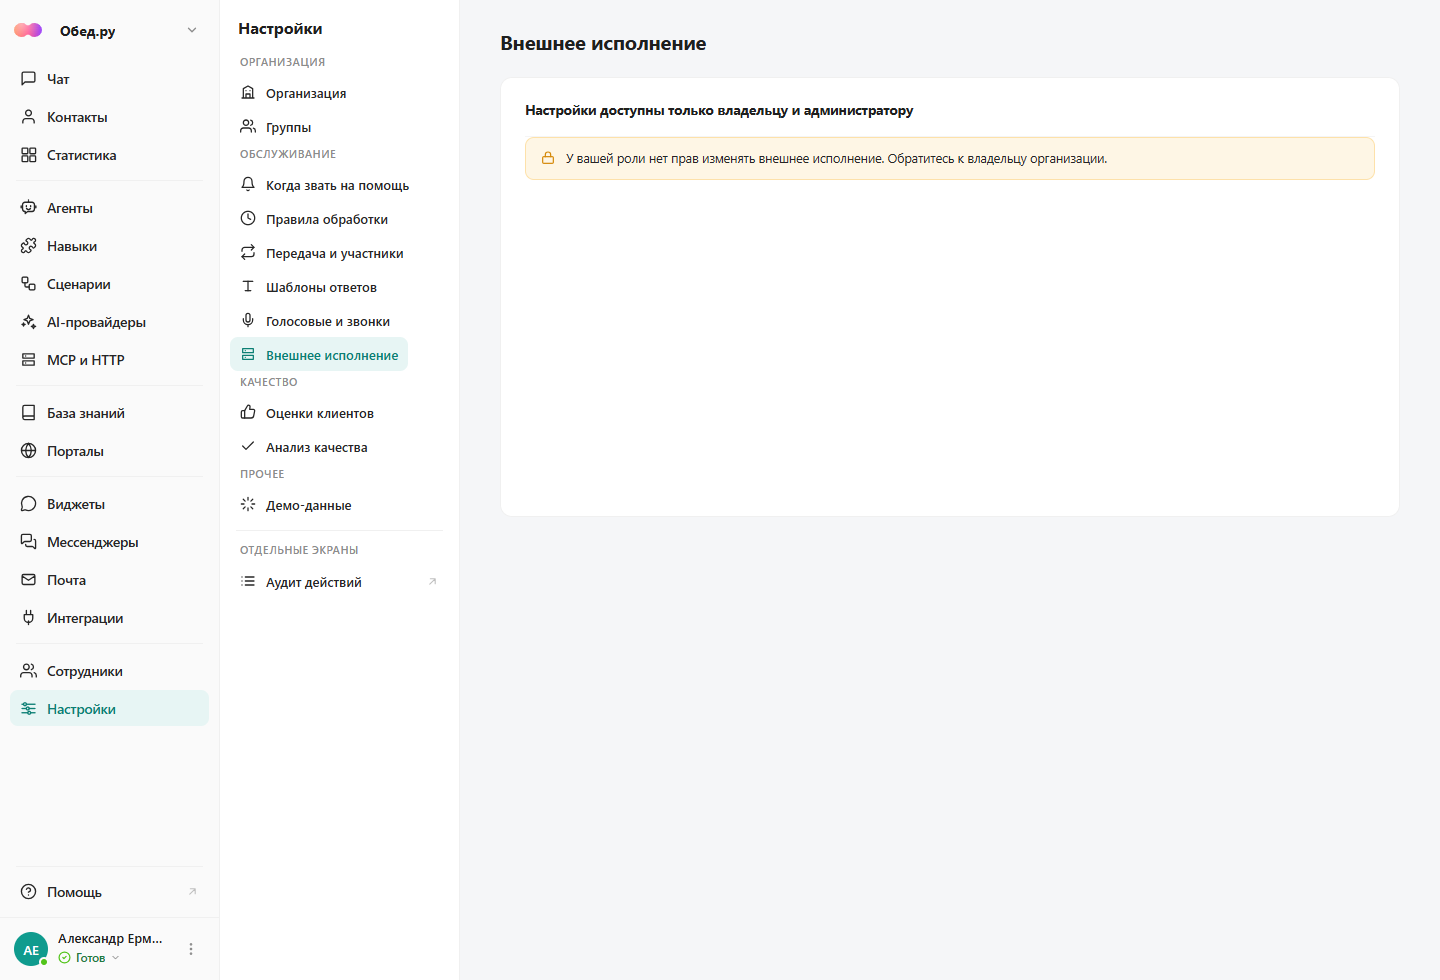 Обед.ру
Чат
Контакты
Статистика
Агенты
Навыки
Сценарии
AI-провайдеры
MCP и HTTP
База знаний
Порталы
Виджеты
Мессенджеры
Почта
Интеграции
Сотрудники
Настройки
Помощь
АЕ
Александр Ерм...
Готов
Настройки
ОРГАНИЗАЦИЯ
Организация
Группы
ОБСЛУЖИВАНИЕ
Когда звать на помощь
Правила обработки
Передача и участники
Шаблоны ответов
Голосовые и звонки
Внешнее исполнение
КАЧЕСТВО
Оценки клиентов
Анализ качества
ПРОЧЕЕ
Демо-данные
ОТДЕЛЬНЫЕ ЭКРАНЫ
Аудит действий
Внешнее исполнение
Настройки доступны только владельцу и администратору
У вашей роли нет прав изменять внешнее исполнение. Обратитесь к владельцу организации.